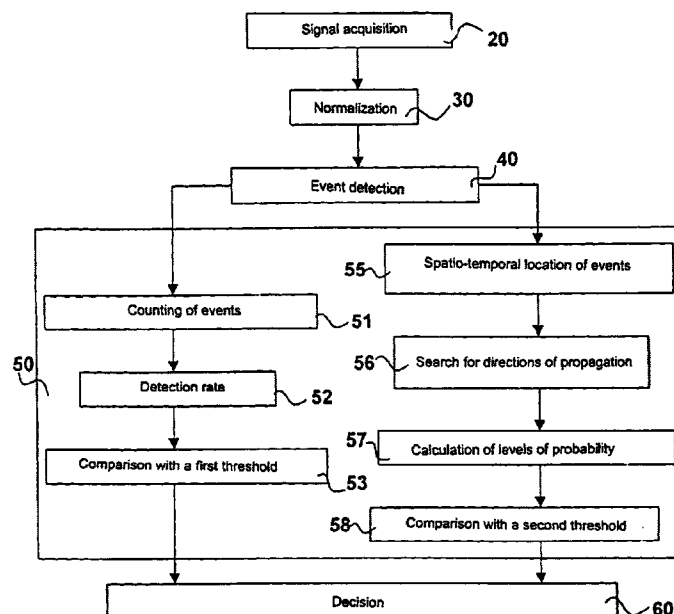 Signal acquisition
20
Normalization
30
40
Event detection
55
Spatio-temporal location of events
Counting of events
51
50
56
Search for directions of propagation
Detection rate
52
57
Calculation of levels of probability
Comparison with a first threshold
53
58
Comparison with a second threshold
Decision
60